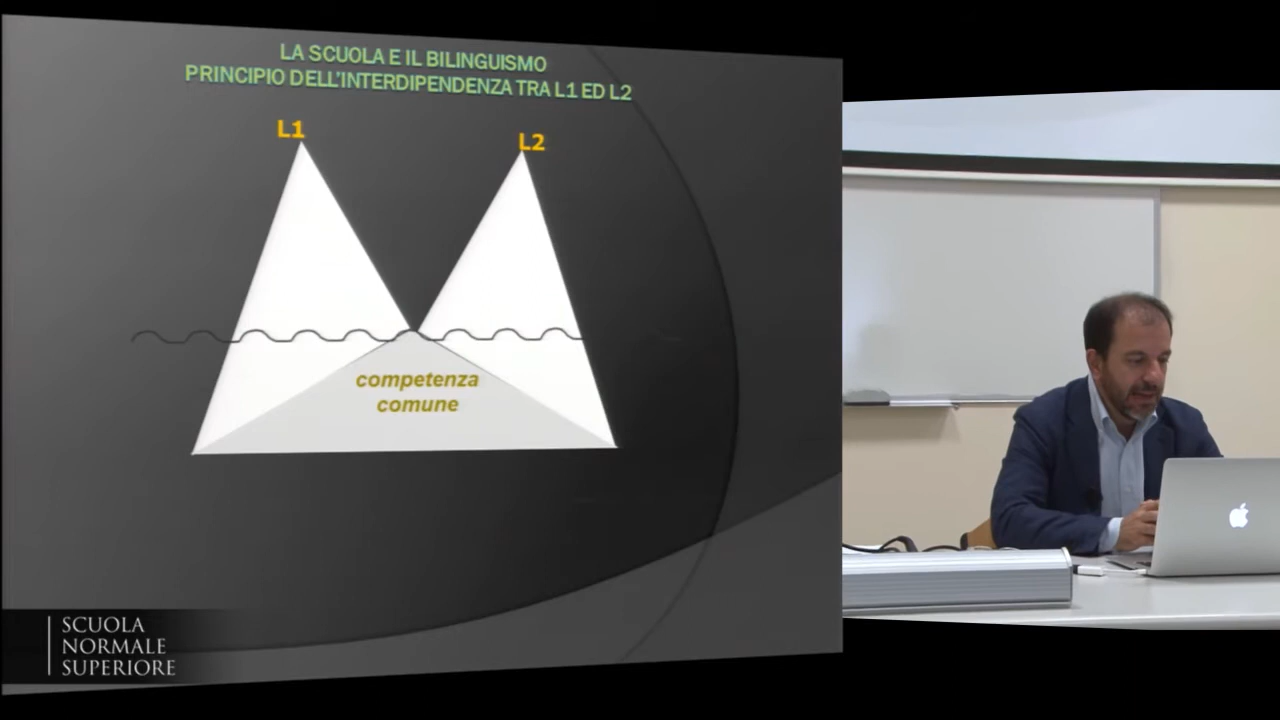 LA SCUOLA E IL BILINGUISMO
PRINCIPIO DELL'INTERDIPENDENZA TRA L1 ED L2
L1
L2
competenza
comune
SCUOLA
NORMALE
SUPERIORE